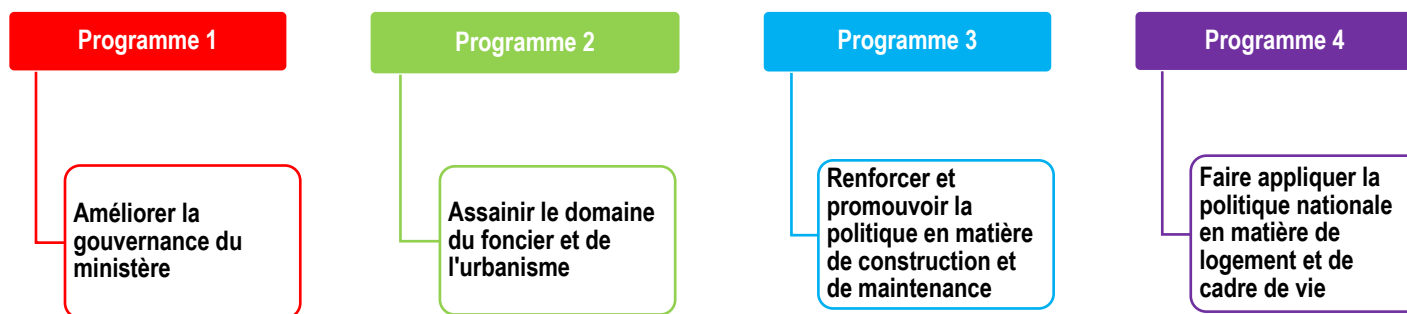 Programme 1
Améliorer la
gouvernance du
ministère
Programme 2
Assainir le domaine
du foncier et de
l'urbanisme
Programme 3
Renforcer et
promouvoir la
politique en matière
de construction et
de maintenance
Programme 4
Faire appliquer la
politique nationale
en matière de
logement et de
cadre de vie